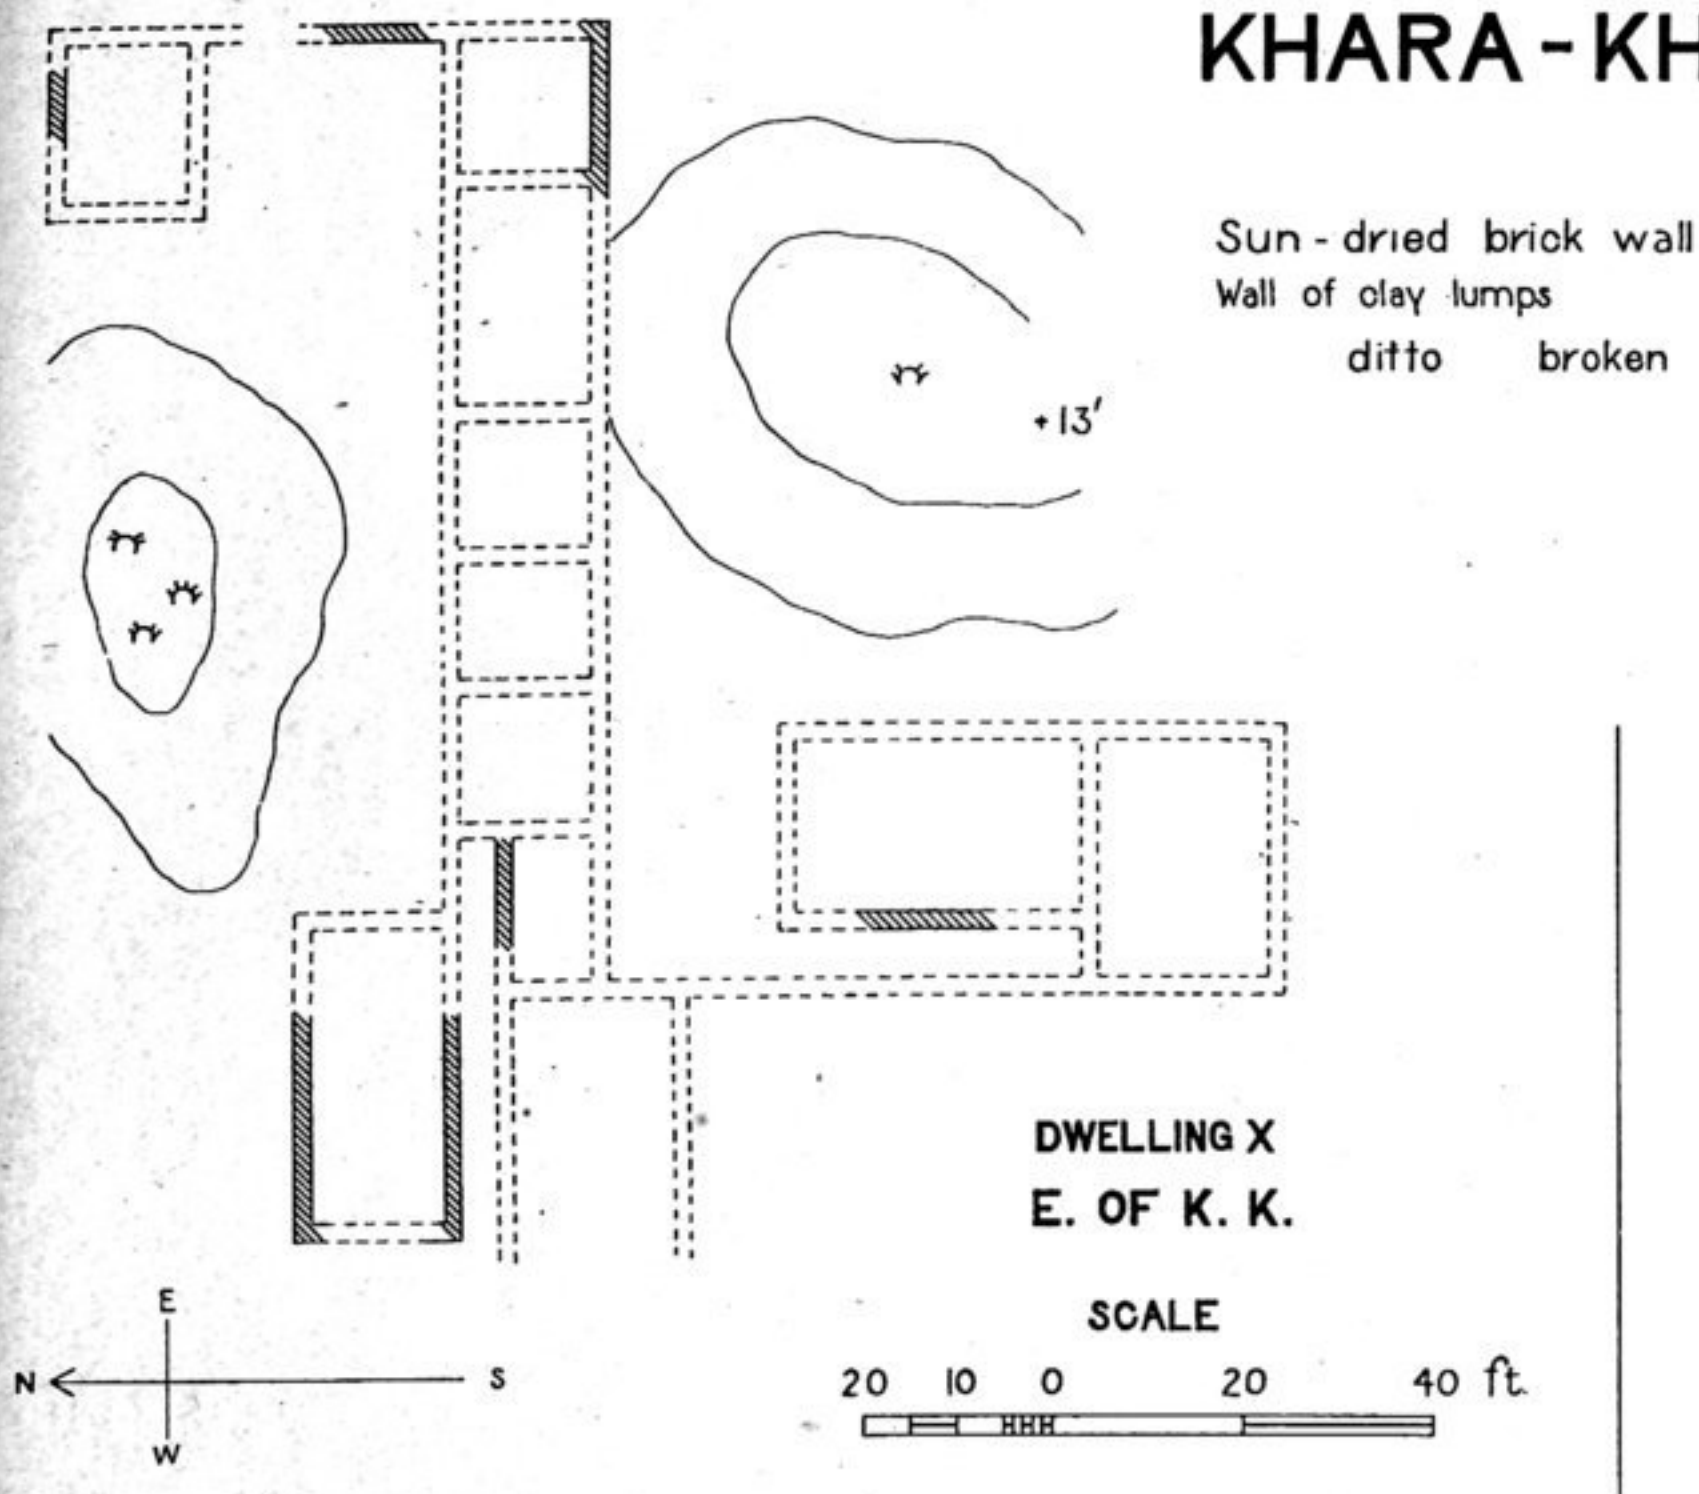 KHARA-KH
Sun-dried brick wall
Wall of clay lumps
ditto broken
+13'
DWELLING X
E. OF K. K.
SCALE
20 10 0 20 40 ft.
E
N S
W